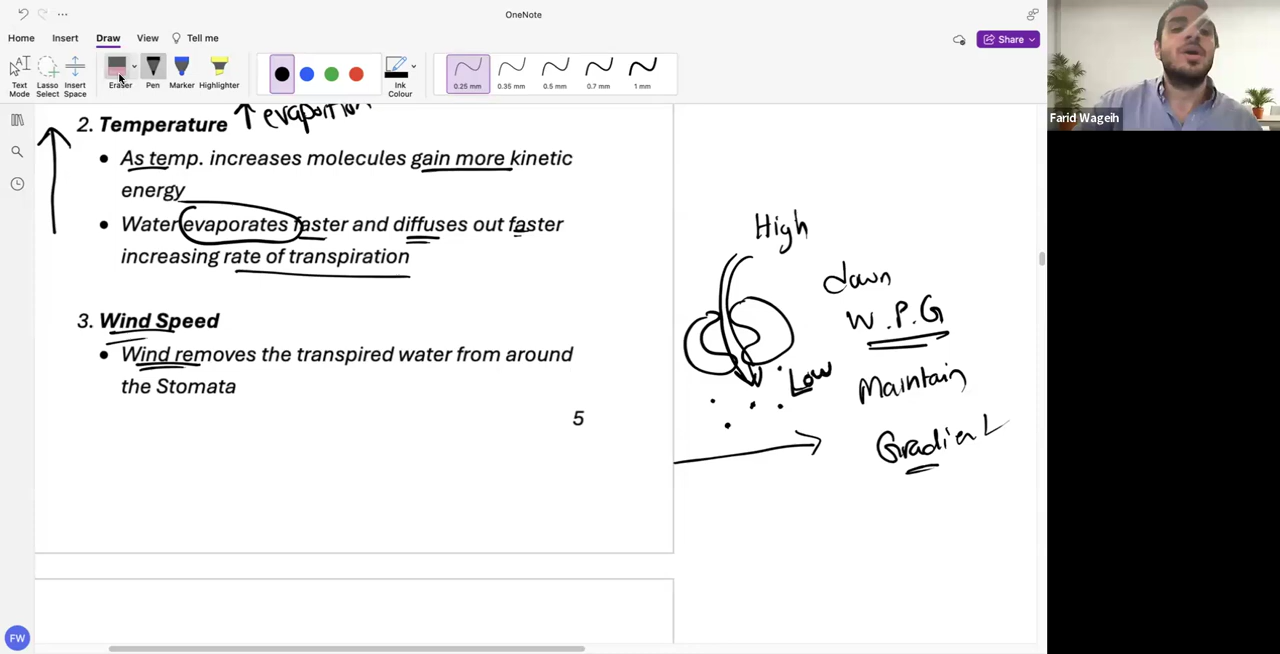 OneNote
Home Insert Draw View Tell me
Share
Text Mode
Lasso Select
Insert Space
Eraser
Pen
Marker
Highlighter
Ink Colour
0.25 mm
0.35 mm
0.5 mm
0.7 mm
1 mm
Farid Wageih
2. Temperature ↑ evaportion
• As temp. increases molecules gain more kinetic
energy
• Water evaporates faster and diffuses out faster
increasing rate of transpiration
3. Wind Speed
• Wind removes the transpired water from around
the Stomata
5
High
down
W.P.G
Low
Maintain
Gradient
FW